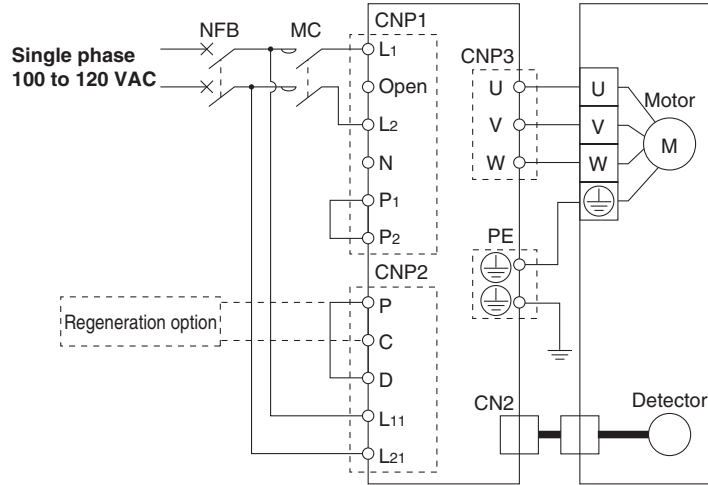 NFB
MC
CNP1
Single phase
100 to 120 VAC
L1
Open
L2
N
P1
P2
CNP3
U
V
W
U
V
W
Motor
M
PE
CNP2
Regeneration option
P
C
D
L11
L21
CN2
Detector